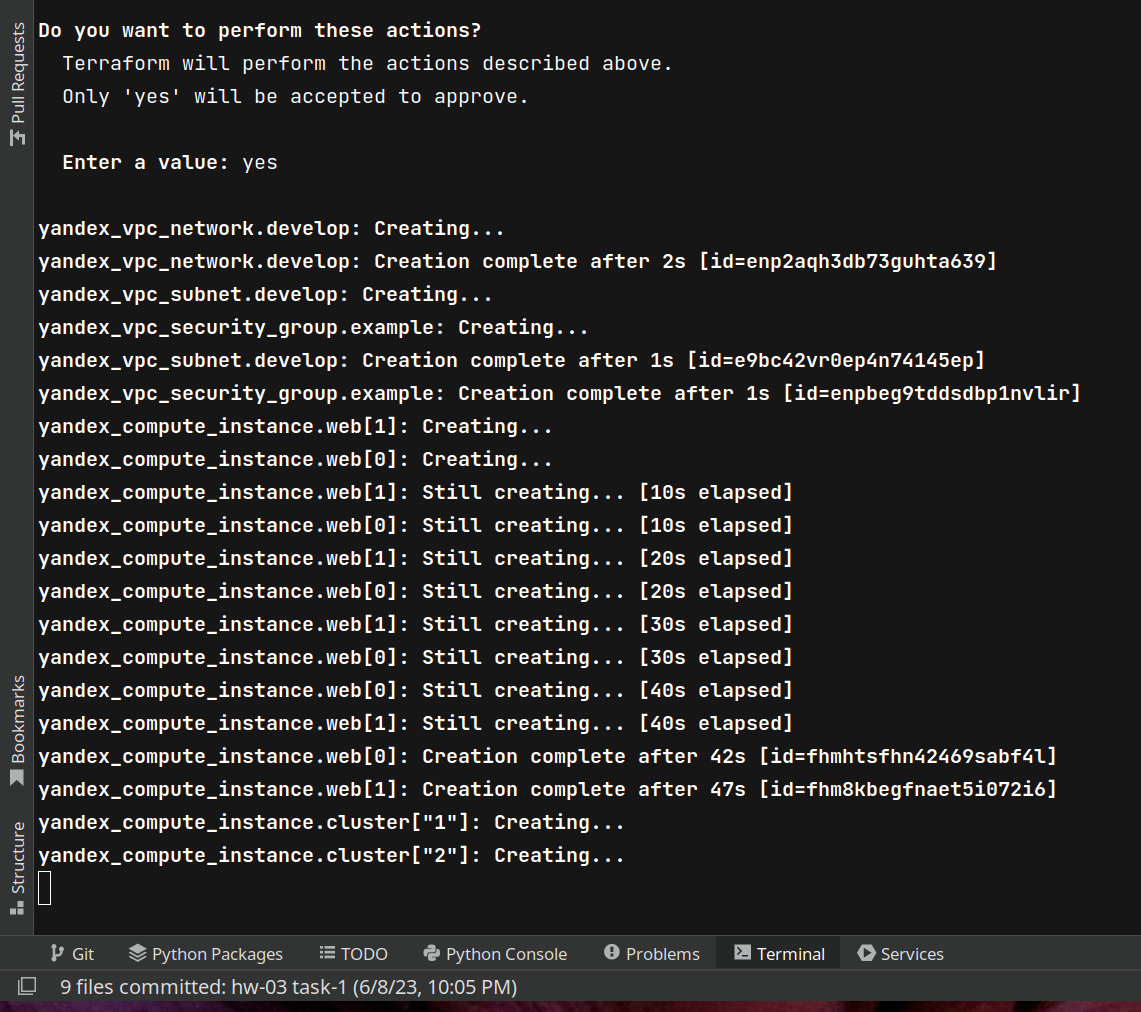 Pull Requests
Bookmarks
Structure
Do you want to perform these actions?
Terraform will perform the actions described above.
Only 'yes' will be accepted to approve.
Enter a value: yes
yandex_vpc_network.develop: Creating...
yandex_vpc_network.develop: Creation complete after 2s [id=enp2aqh3db73guhta639]
yandex_vpc_subnet.develop: Creating...
yandex_vpc_security_group.example: Creating...
yandex_vpc_subnet.develop: Creation complete after 1s [id=e9bc42vr0ep4n74145ep]
yandex_vpc_security_group.example: Creation complete after 1s [id=enpbeg9tddsdbp1nvlir]
yandex_compute_instance.web[1]: Creating...
yandex_compute_instance.web[0]: Creating...
yandex_compute_instance.web[1]: Still creating... [10s elapsed]
yandex_compute_instance.web[0]: Still creating... [10s elapsed]
yandex_compute_instance.web[1]: Still creating... [20s elapsed]
yandex_compute_instance.web[0]: Still creating... [20s elapsed]
yandex_compute_instance.web[1]: Still creating... [30s elapsed]
yandex_compute_instance.web[0]: Still creating... [30s elapsed]
yandex_compute_instance.web[0]: Still creating... [40s elapsed]
yandex_compute_instance.web[1]: Still creating... [40s elapsed]
yandex_compute_instance.web[0]: Creation complete after 42s [id=fhmhtsfhn42469sabf4l]
yandex_compute_instance.web[1]: Creation complete after 47s [id=fhm8kbegfnaet5i072i6]
yandex_compute_instance.cluster["1"]: Creating...
yandex_compute_instance.cluster["2"]: Creating...
Git Python Packages TODO Python Console Problems Terminal Services
9 files committed: hw-03 task-1 (6/8/23, 10:05 PM)